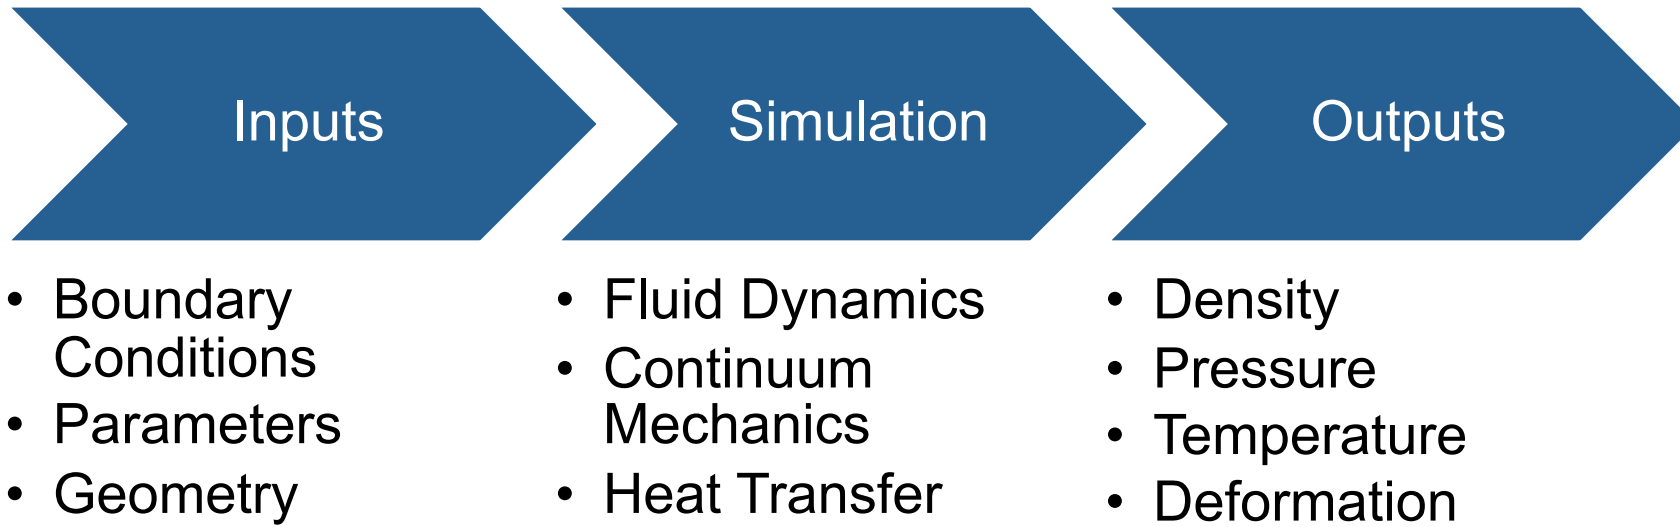 Inputs
Simulation
Outputs
• Boundary
Conditions
• Parameters
• Geometry
• Fluid Dynamics
• Continuum
Mechanics
• Heat Transfer
• Density
• Pressure
• Temperature
• Deformation